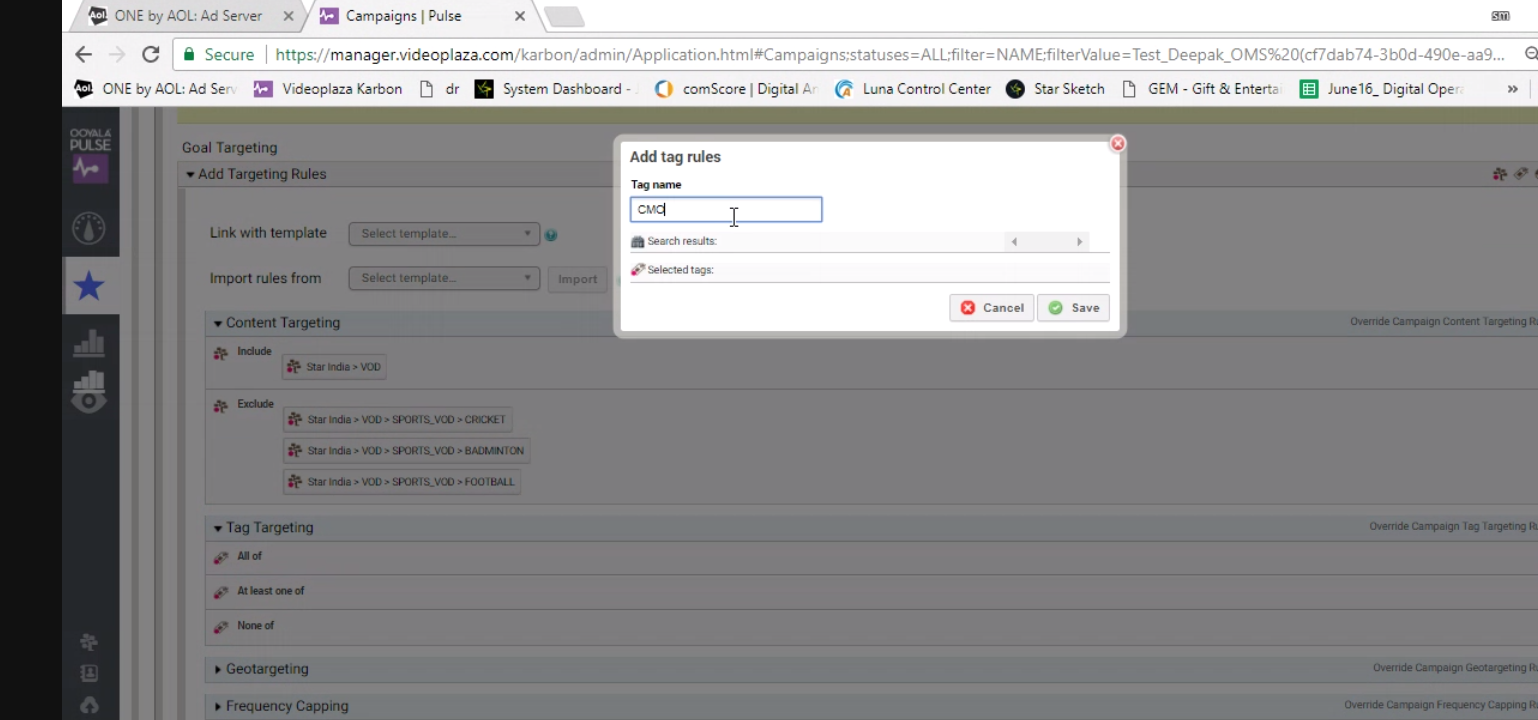 ONE by AOL: Ad Server
Campaigns | Pulse
Secure
https://manager.videoplaza.com/karbon/admin/Application.html#Campaigns;statuses=ALL;filter=NAME;filterValue=Test_Deepak_OMS%20(cf7dab74-3b0d-490e-aa9...
Aol. ONE by AOL: Ad Serv
Videoplaza Karbon
dr
System Dashboard -
comScore | Digital An
Luna Control Center
Star Sketch
GEM - Gift & Enterta
June16_ Digital Opera
»
OOYALA
PULSE
Goal Targeting
Add Targeting Rules
Link with template
Select template...
Import rules from
Select template...
Import
Add tag rules
Tag name
CMO
Search results:
Selected tags:
Cancel
Save
Content Targeting
Override Campaign Content Targeting Ru
Include
Star India > VOD
Exclude
Star India > VOD > SPORTS_VOD > CRICKET
Star India > VOD > SPORTS_VOD > BADMINTON
Star India > VOD > SPORTS_VOD > FOOTBALL
Tag Targeting
Override Campaign Tag Targeting Ru
All of
At least one of
None of
Geotargeting
Override Campaign Geotargeting Ru
Frequency Capping
Override Campaign Frequency Capping Ru